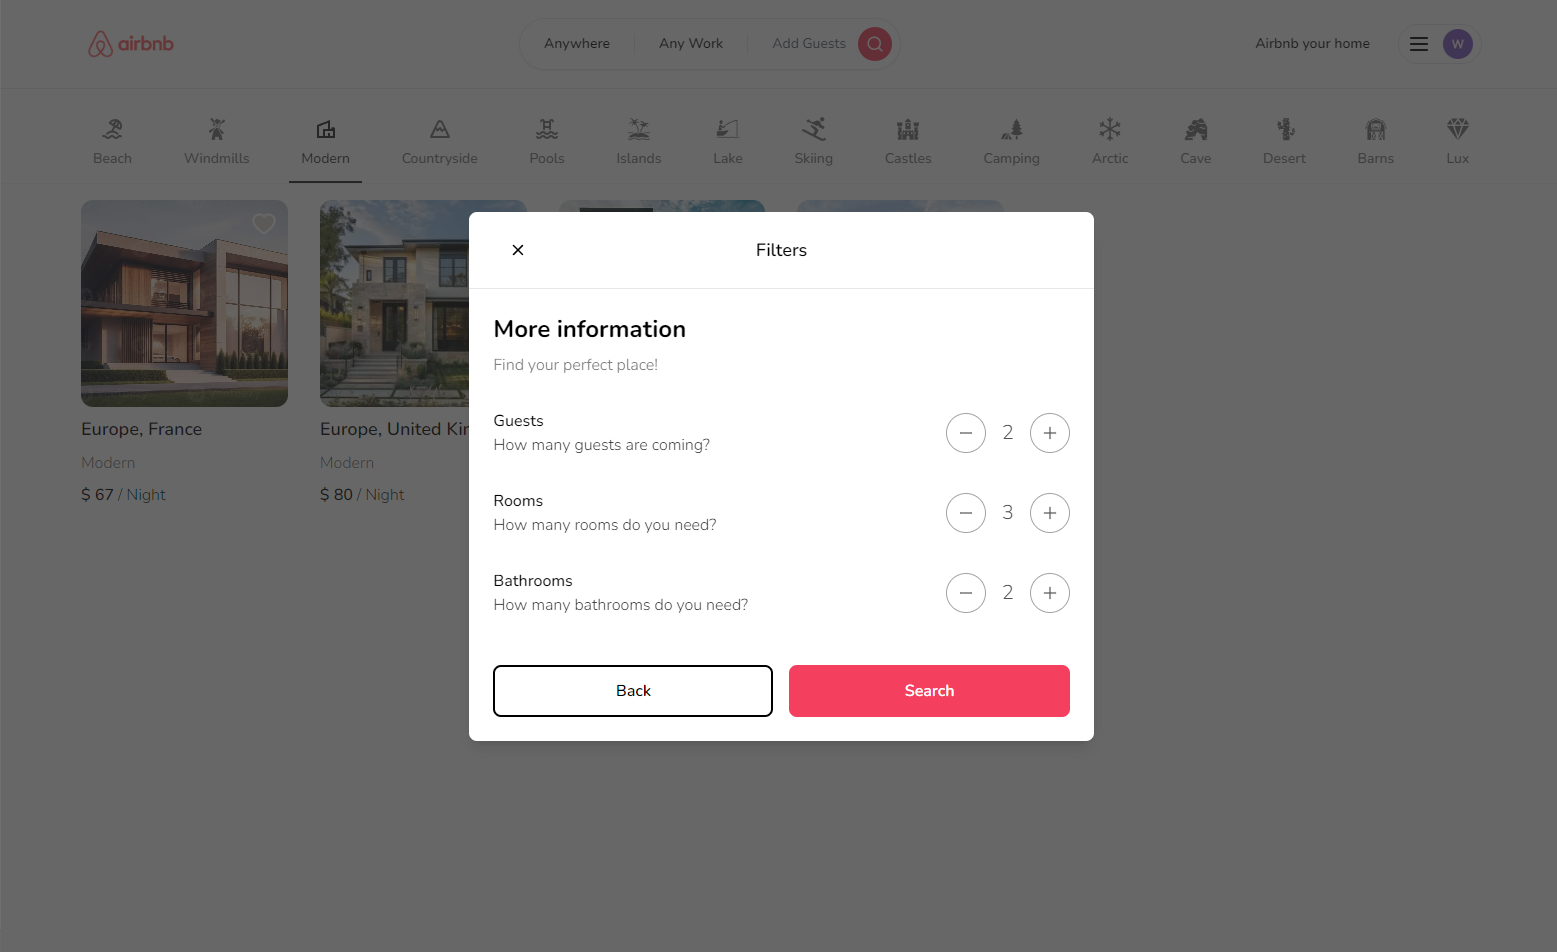 airbnb
Anywhere
Any Work
Add Guests
Airbnb your home
W
Beach
Windmills
Modern
Countryside
Pools
Islands
Lake
Skiing
Castles
Camping
Arctic
Cave
Desert
Barns
Lux
Filters
More information
Find your perfect place!
Guests
How many guests are coming?
2
Rooms
How many rooms do you need?
3
Bathrooms
How many bathrooms do you need?
2
Back
Search
Europe, France
Modern
$ 67 / Night
Europe, United Kin
Modern
$ 80 / Night